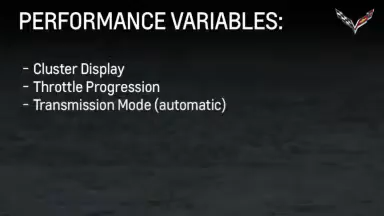 PERFORMANCE VARIABLES:
- Cluster Display
- Throttle Progression
- Transmission Mode (automatic)